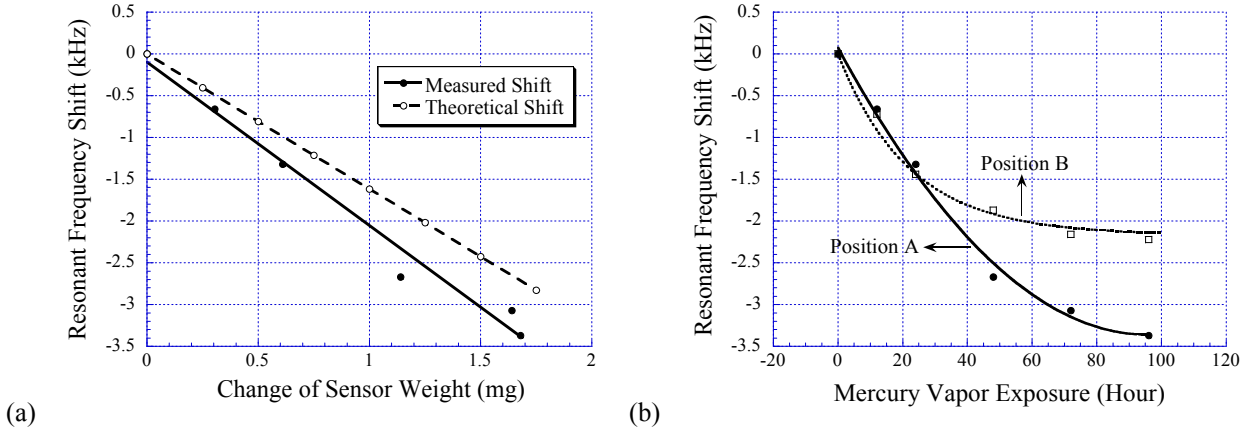 Resonant Frequency Shift (kHz)
0.5
0
-0.5
-1
-1.5
-2
-2.5
-3
-3.5
Measured Shift
Theoretical Shift
0 0.5 1 1.5 2
Change of Sensor Weight (mg)
(a)
Resonant Frequency Shift (kHz)
0.5
0
-0.5
-1
-1.5
-2
-2.5
-3
-3.5
Position B
Position A
-20 0 20 40 60 80 100 120
Mercury Vapor Exposure (Hour)
(b)